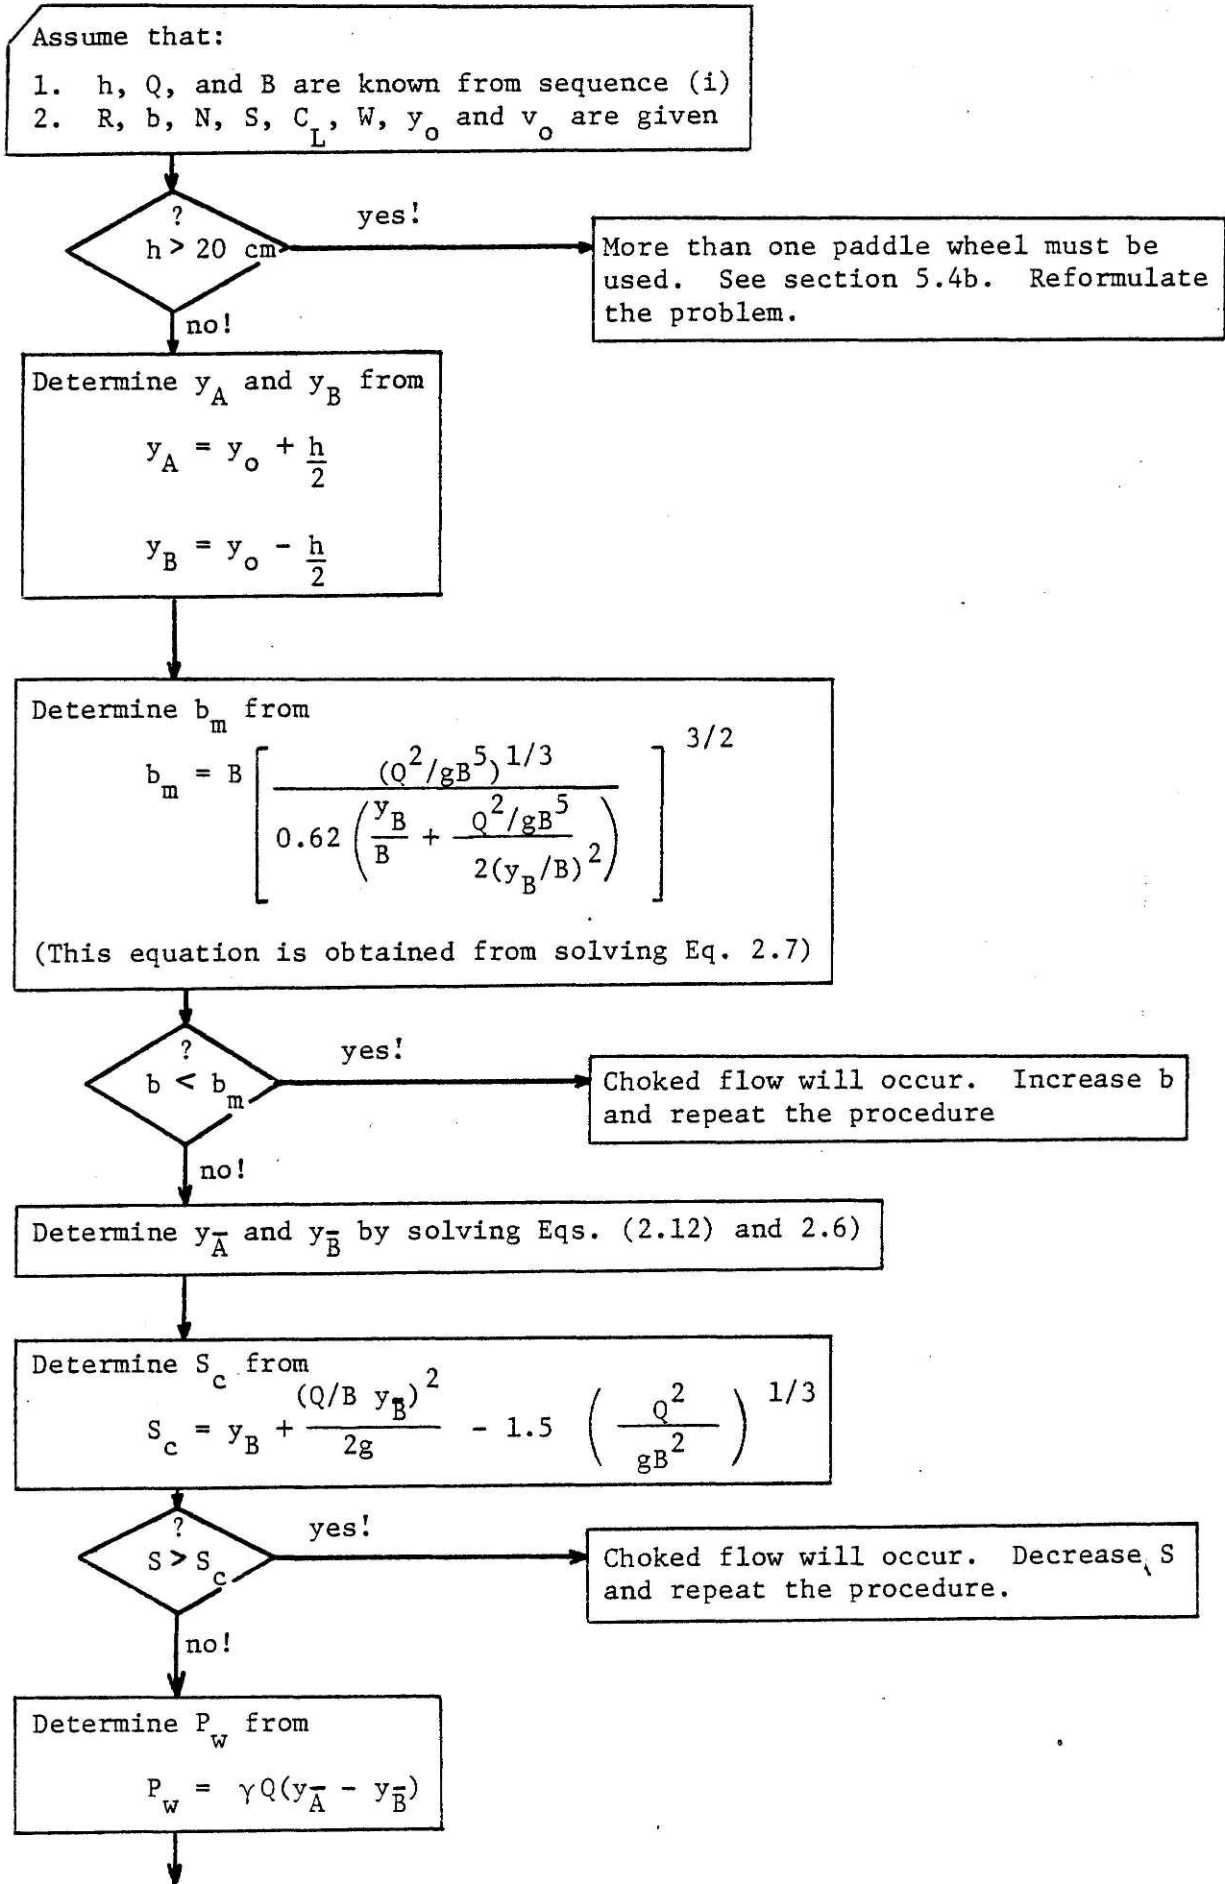 Assume that:
1. h, Q, and B are known from sequence (i)
2. R, b, N, S, C_L, W, y_o and v_o are given
?
h > 20 cm
yes!
More than one paddle wheel must be
used. See section 5.4b. Reformulate
the problem.
no!
Determine y_A and y_B from
y_A = y_o + h/2
y_B = y_o - h/2
Determine b_m from
b_m = B [ (Q^2/gB^5)^1/3 / 0.62 ( y_B/B + Q^2/gB^5 / 2(y_B/B)^2 ) ]^3/2
(This equation is obtained from solving Eq. 2.7)
?
b < b_m
yes!
Choked flow will occur. Increase b
and repeat the procedure
no!
Determine y_A̅ and y_B̅ by solving Eqs. (2.12) and 2.6)
Determine S_c from
S_c = y_B + (Q/B y_B̅)^2 / 2g - 1.5 ( Q^2 / gB^2 )^1/3
?
S > S_c
yes!
Choked flow will occur. Decrease S
and repeat the procedure.
no!
Determine P_w from
P_w = γQ(y_A̅ - y_B̅)